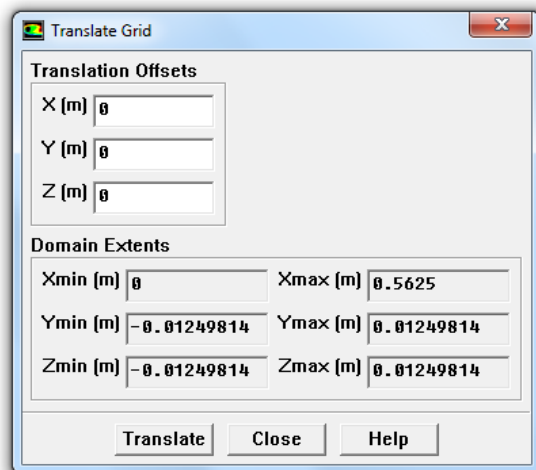 Translate Grid
Translation Offsets
X (m) 0
Y (m) 0
Z (m) 0
Domain Extents
Xmin (m) 0 Xmax (m) 0.5625
Ymin (m) -0.01249814 Ymax (m) 0.01249814
Zmin (m) -0.01249814 Zmax (m) 0.01249814
Translate Close Help